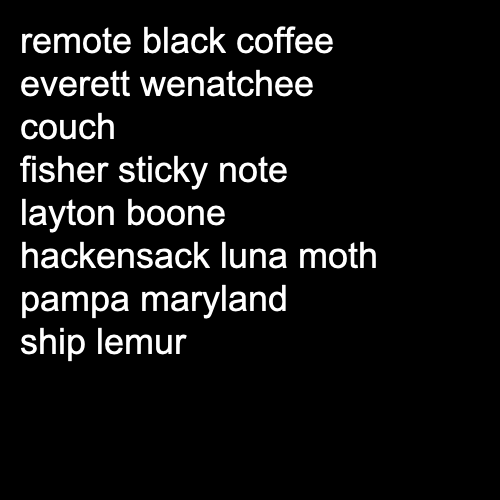 remote black coffee
everett wenatchee
couch
fisher sticky note
layton boone
hackensack luna moth
pampa maryland
ship lemur